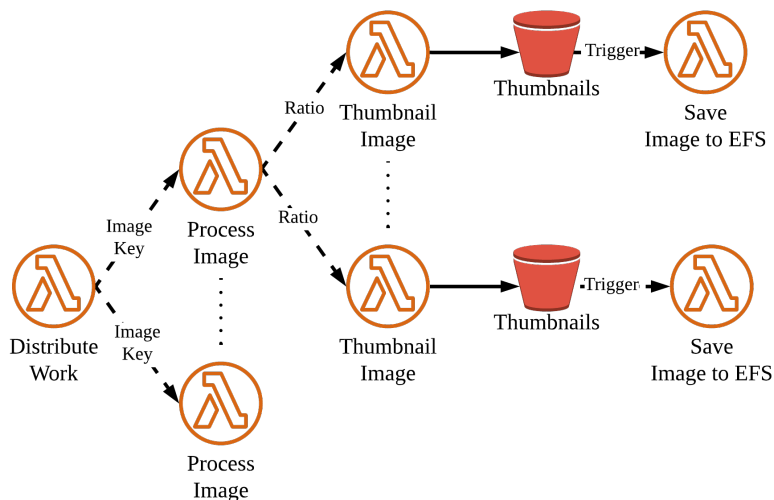 Trigger
Thumbnails
Ratio
Thumbnail
Image
Save
Image to EFS
Image
Key
Process
Image
Ratio
Trigger
Thumbnails
Distribute
Work
Image
Key
Thumbnail
Image
Save
Image to EFS
Process
Image